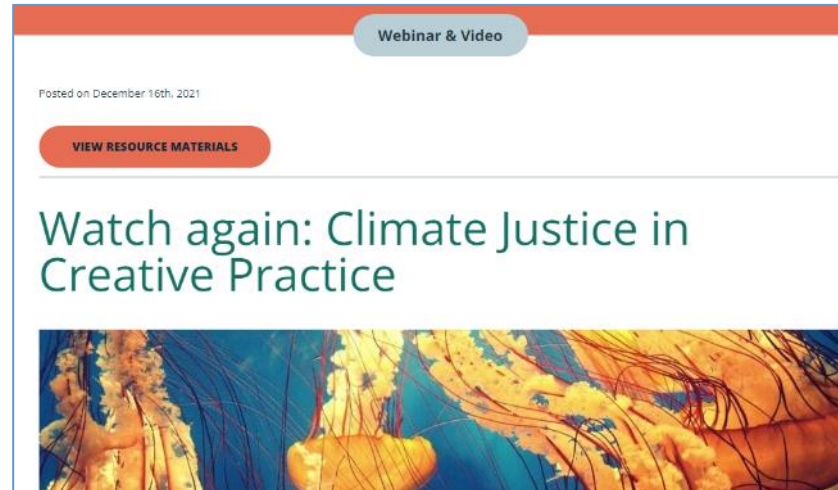 Webinar & Video
Posted on December 16th, 2021
VIEW RESOURCE MATERIALS
Watch again: Climate Justice in
Creative Practice